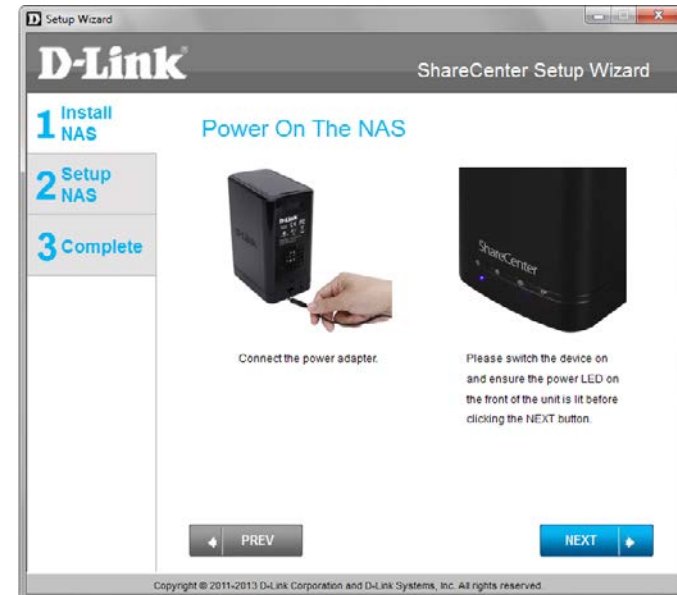 Setup Wizard
D-Link
ShareCenter Setup Wizard
1 Install
NAS
2 Setup
NAS
3 Complete
Power On The NAS
D-Link
ShareCenter
Connect the power adapter.
Please switch the device on
and ensure the power LED on
the front of the unit is lit before
clicking the NEXT button.
PREV
NEXT
Copyright © 2011-2013 D-Link Corporation and D-Link Systems, Inc. All rights reserved.